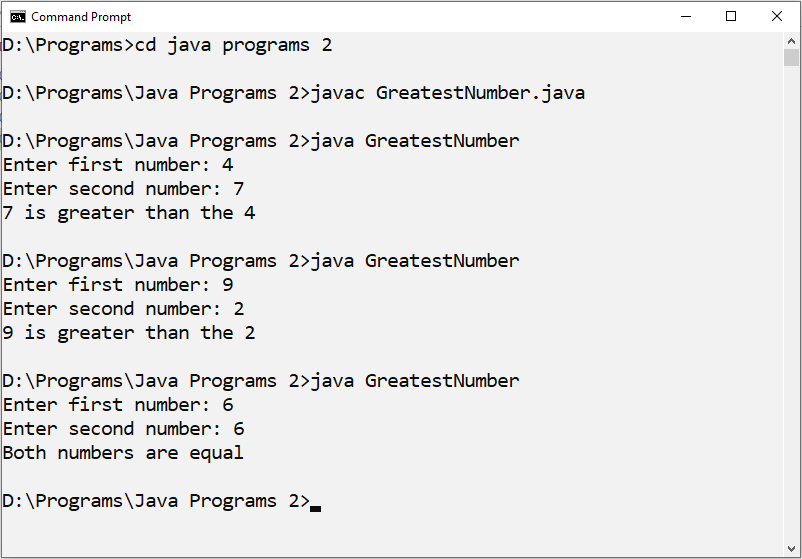 Command Prompt
D:\Programs>cd java programs 2
D:\Programs\Java Programs 2>javac GreatestNumber.java
D:\Programs\Java Programs 2>java GreatestNumber
Enter first number: 4
Enter second number: 7
7 is greater than the 4
D:\Programs\Java Programs 2>java GreatestNumber
Enter first number: 9
Enter second number: 2
9 is greater than the 2
D:\Programs\Java Programs 2>java GreatestNumber
Enter first number: 6
Enter second number: 6
Both numbers are equal
D:\Programs\Java Programs 2>